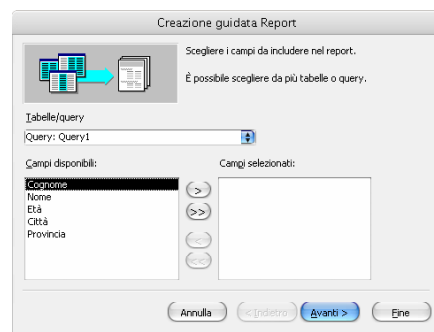 Creazione guidata Report
Scegliere i campi da includere nel report.
È possibile scegliere da più tabelle o query.
Tabelle/query
Query: Query1
Campi disponibili:
Campi selezionati:
Cognome
Nome
Età
Città
Provincia
>
>>
<
<<
Annulla
< Indietro
Avanti >
Fine